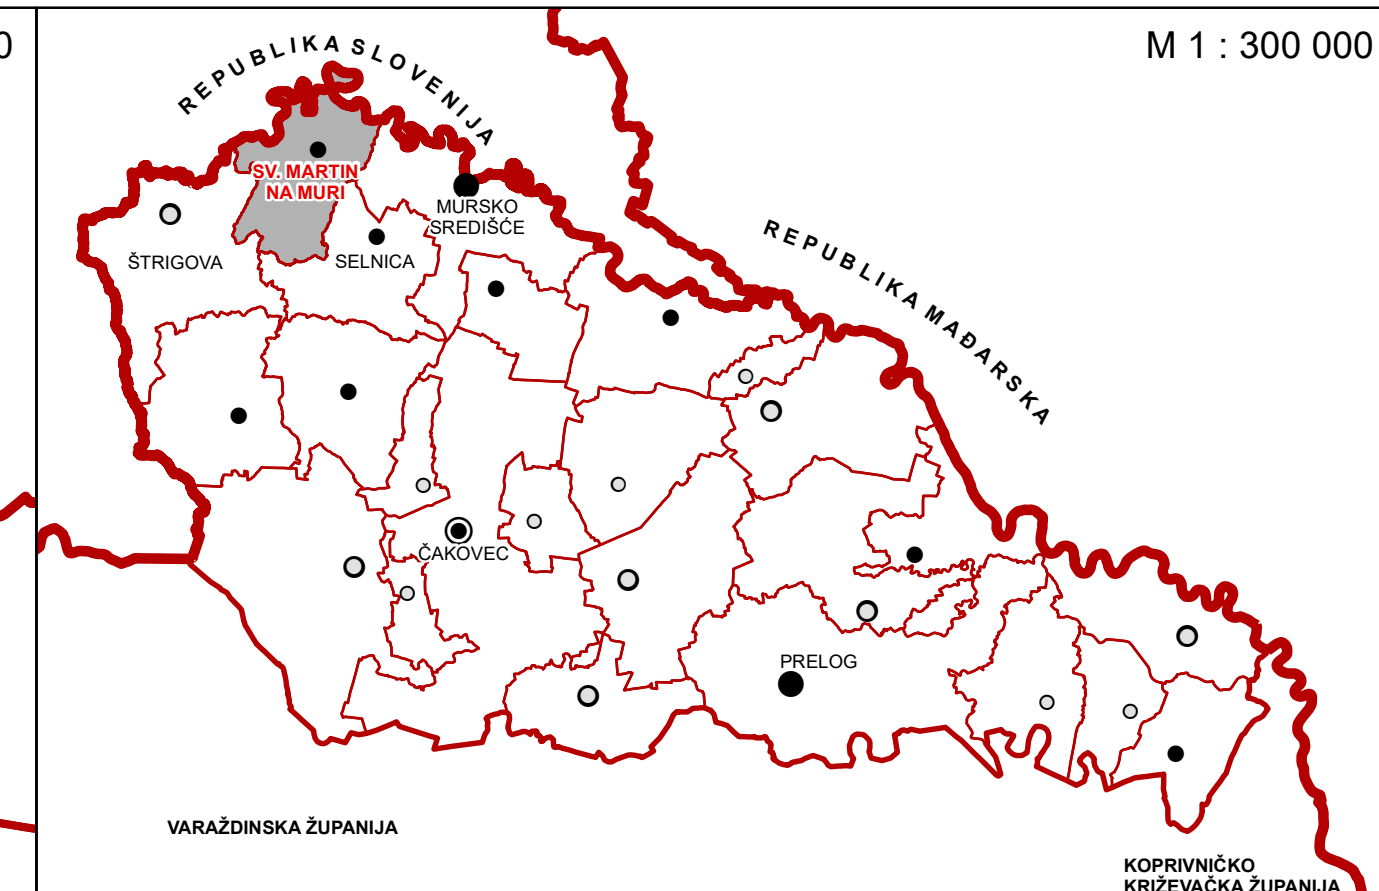 0
M 1 : 300 000
REPUBLIKA SLOVENIJA
SV. MARTIN
NA MURI
MURSKO
SREDIŠĆE
ŠTRIGOVA
SELNICA
REPUBLIKA MAĐARSKA
ČAKOVEC
PRELOG
VARAŽDINSKA ŽUPANIJA
KOPRIVNIČKO
KRIŽEVAČKA ŽUPANIJA